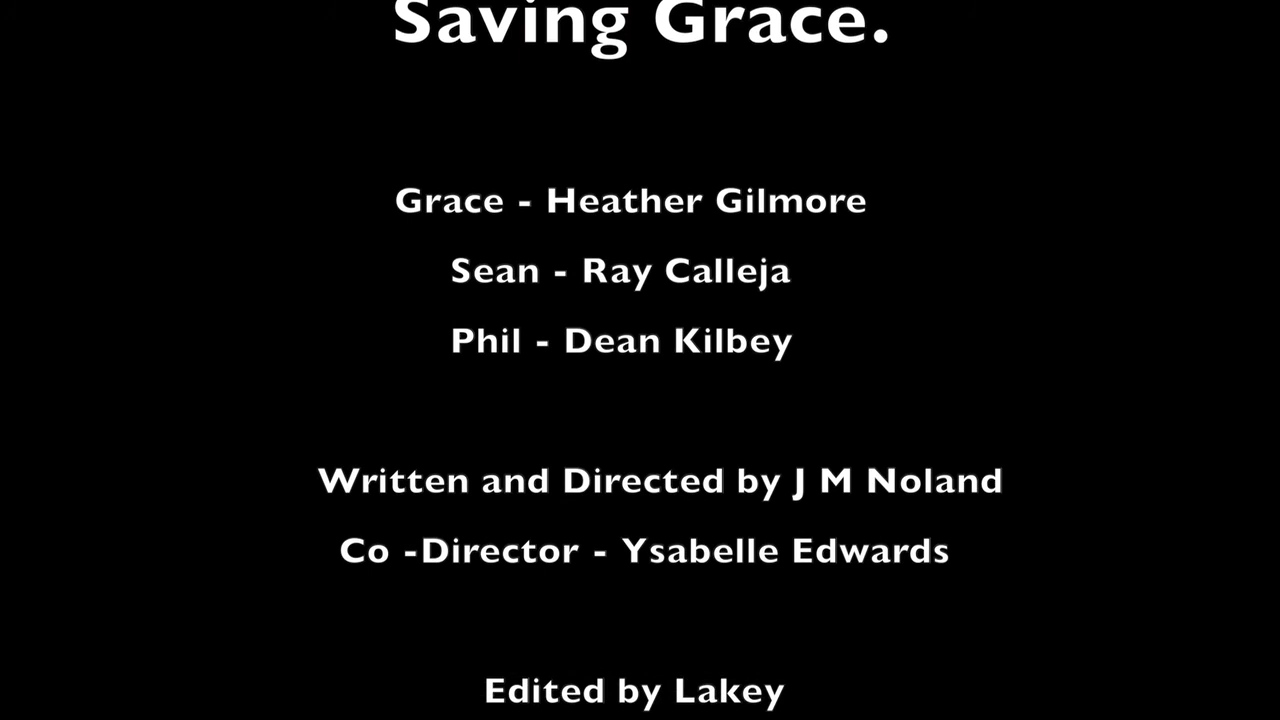 Saving Grace.
Grace - Heather Gilmore
Sean - Ray Calleja
Phil - Dean Kilbey
Written and Directed by J M Noland
Co -Director - Ysabelle Edwards
Edited by Lakey